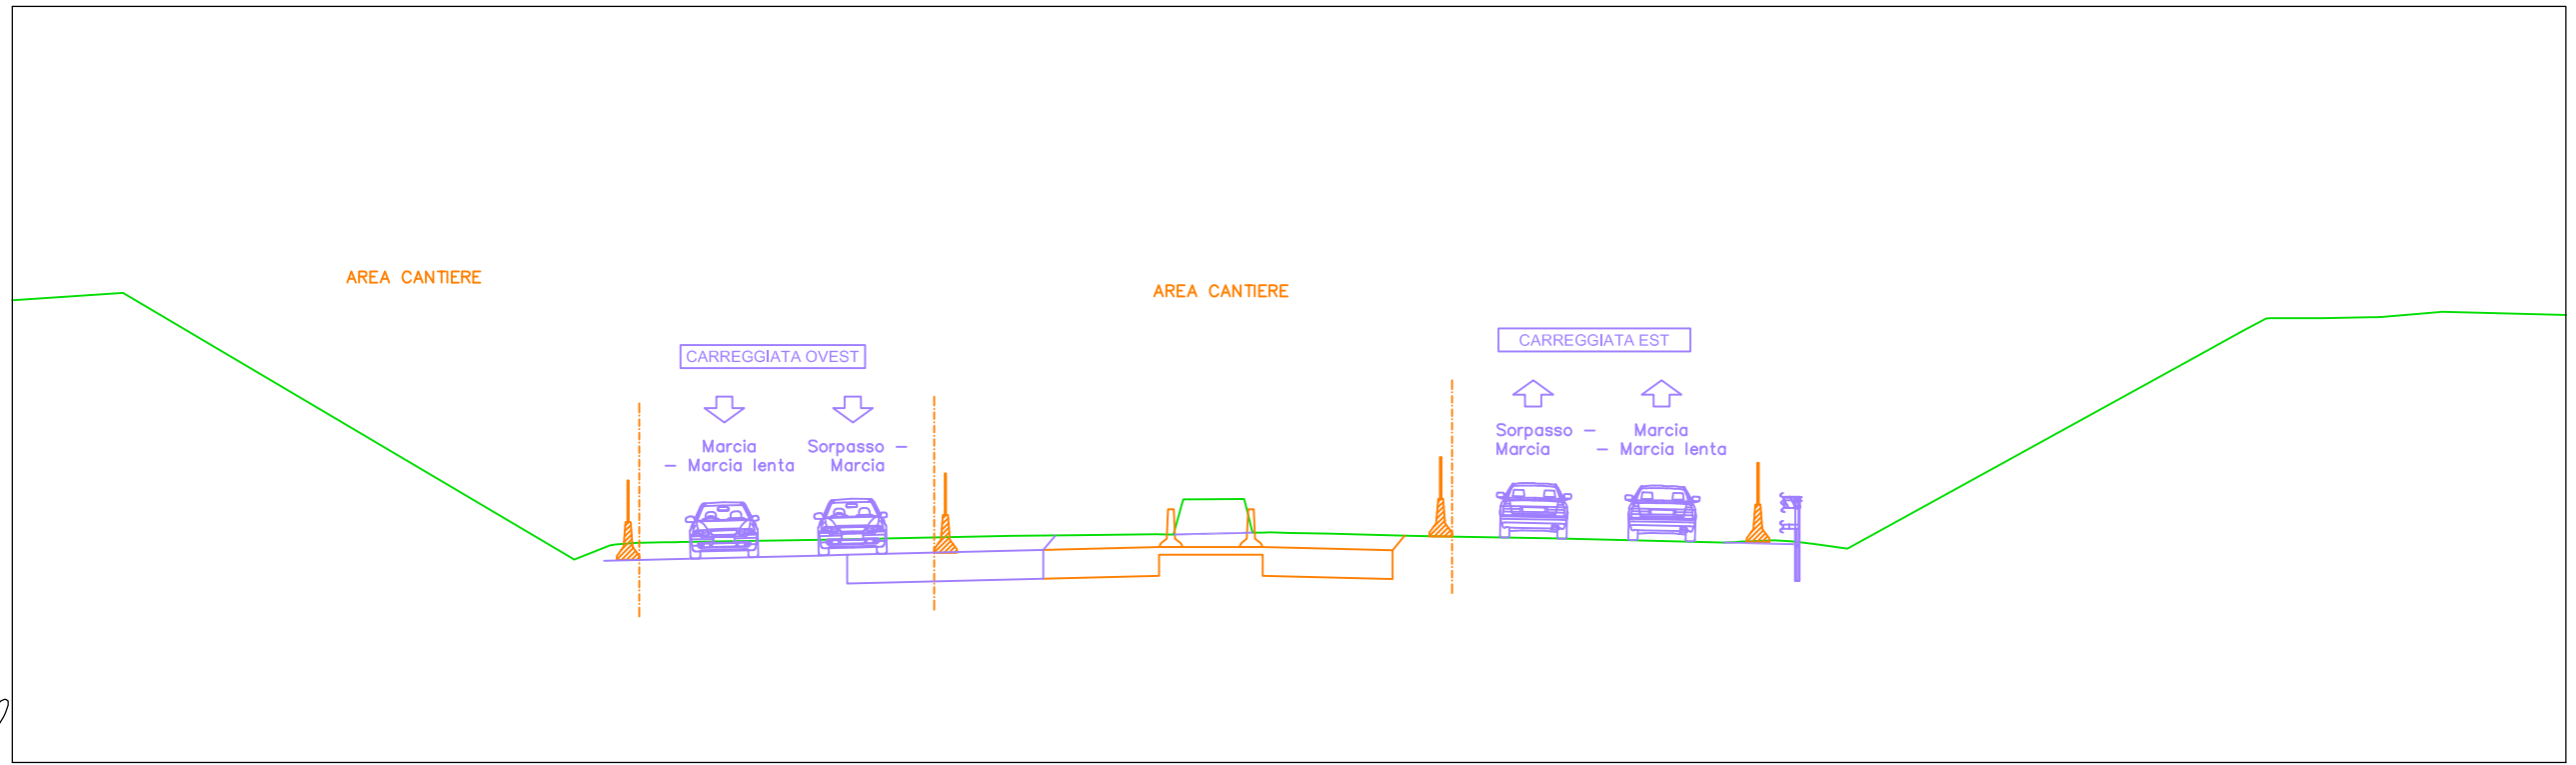 AREA CANTIERE
AREA CANTIERE
CARREGGIATA OVEST
Marcia
- Marcia lenta
Sorpasso -
Marcia
CARREGGIATA EST
Sorpasso -
Marcia
Marcia
- Marcia lenta